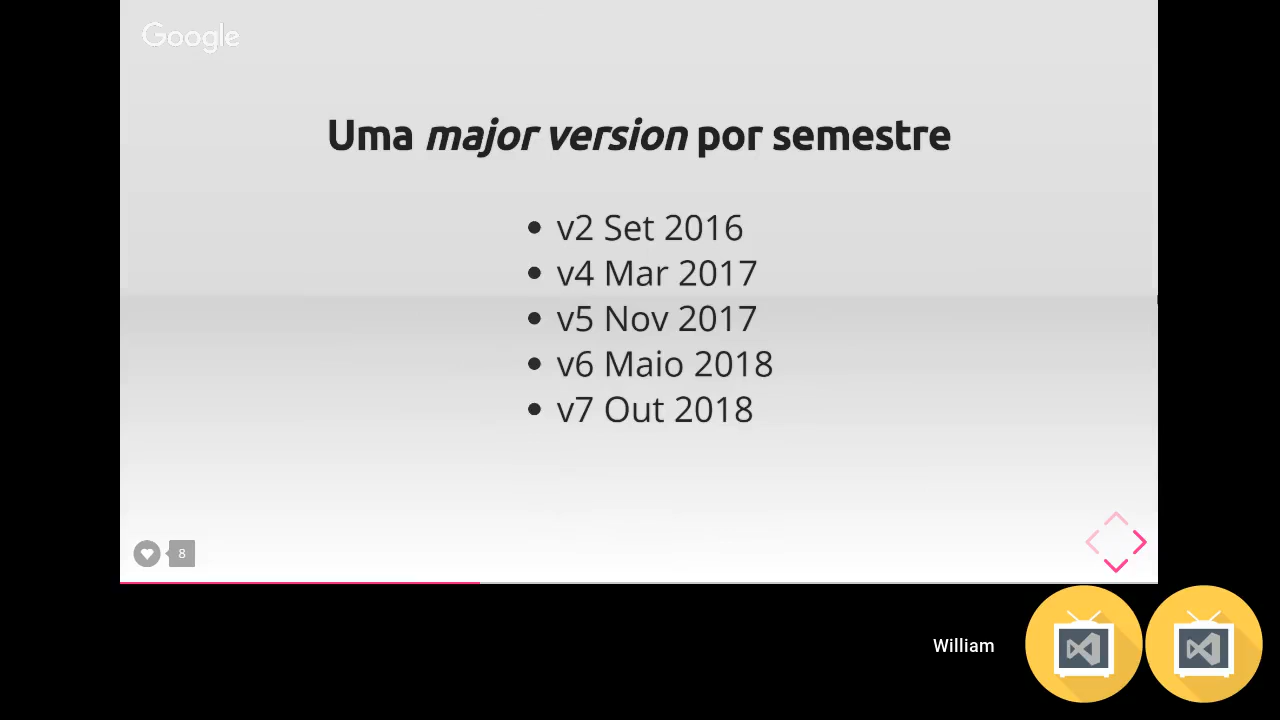 Google
Uma major version por semestre
v2 Set 2016
v4 Mar 2017
v5 Nov 2017
v6 Maio 2018
v7 Out 2018
8
William